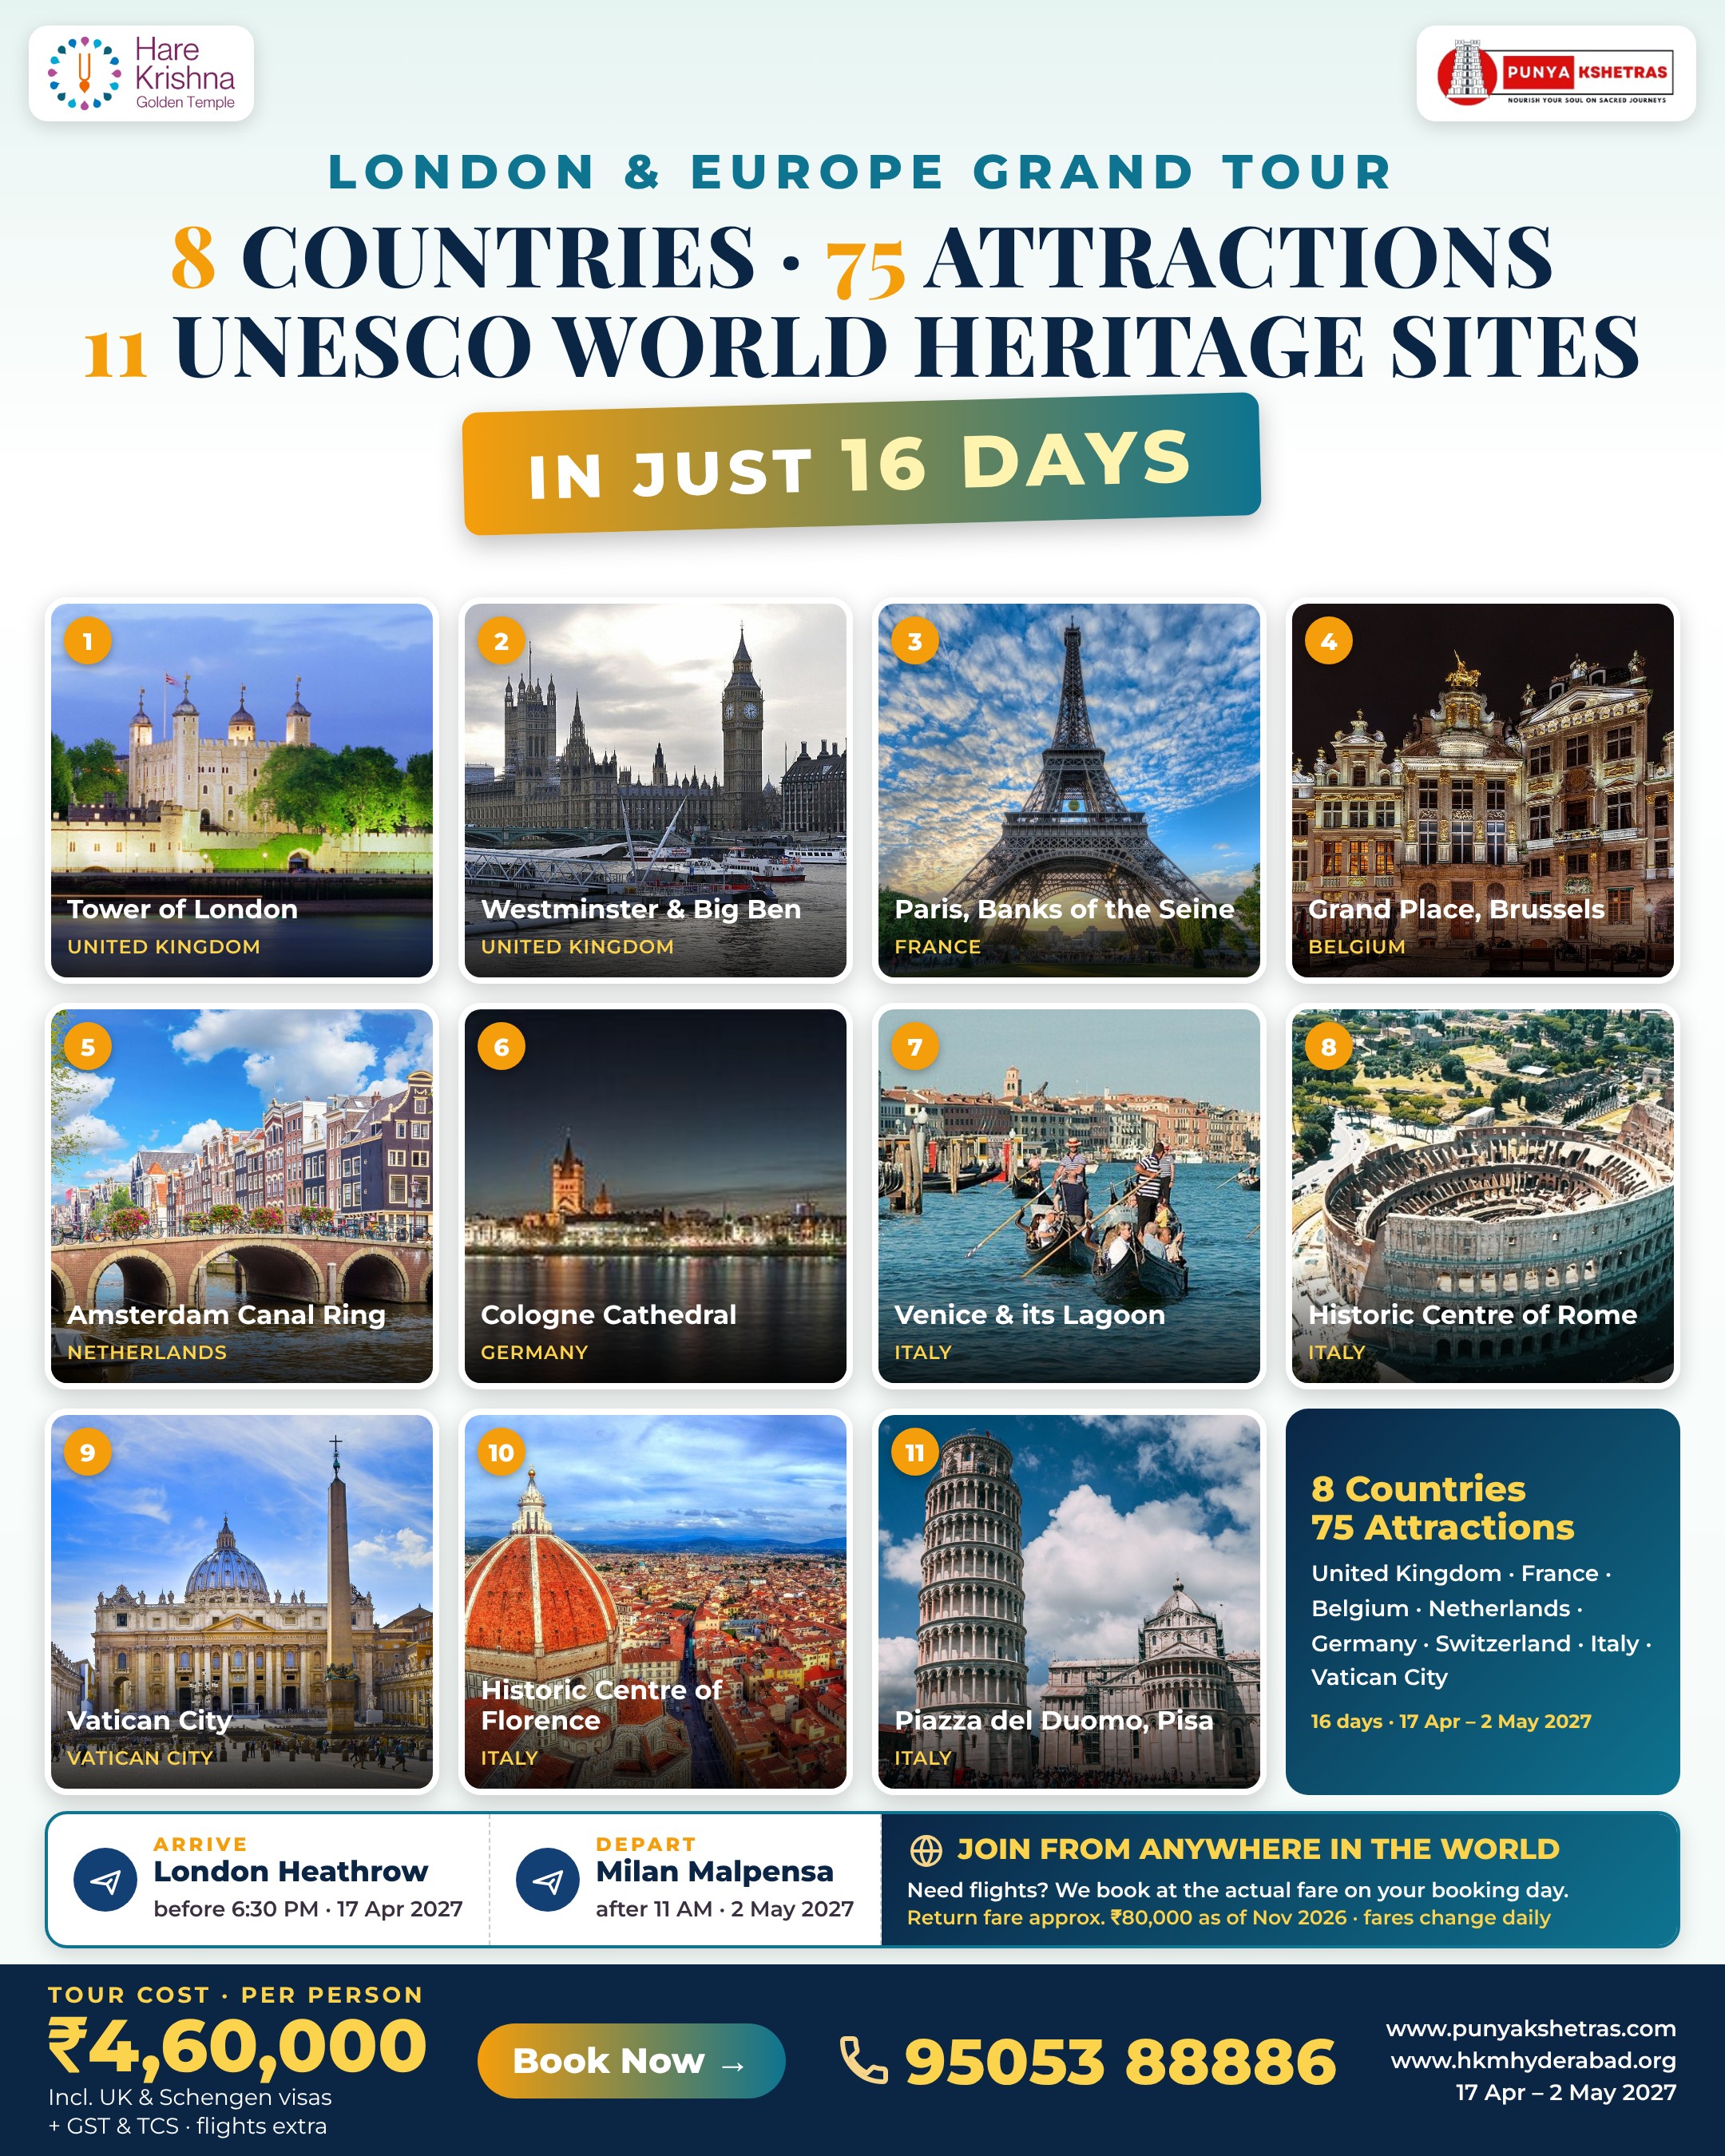 Hare
Krishna
Golden Temple
PUNYA KSHETRAS
NOURISH YOUR SOUL ON SACRED JOURNEYS
LONDON & EUROPE GRAND TOUR
8 COUNTRIES · 75 ATTRACTIONS
11 UNESCO WORLD HERITAGE SITES
IN JUST 16 DAYS
1
Tower of London
UNITED KINGDOM
2
Westminster & Big Ben
UNITED KINGDOM
3
Paris, Banks of the Seine
FRANCE
4
Grand Place, Brussels
BELGIUM
5
Amsterdam Canal Ring
NETHERLANDS
6
Cologne Cathedral
GERMANY
7
Venice & its Lagoon
ITALY
8
Historic Centre of Rome
ITALY
9
Vatican City
VATICAN CITY
10
Historic Centre of
Florence
ITALY
11
Piazza del Duomo, Pisa
ITALY
8 Countries
75 Attractions
United Kingdom · France ·
Belgium · Netherlands ·
Germany · Switzerland · Italy ·
Vatican City
16 days · 17 Apr – 2 May 2027
ARRIVE
London Heathrow
before 6:30 PM · 17 Apr 2027
DEPART
Milan Malpensa
after 11 AM · 2 May 2027
JOIN FROM ANYWHERE IN THE WORLD
Need flights? We book at the actual fare on your booking day.
Return fare approx. ₹80,000 as of Nov 2026 · fares change daily
TOUR COST · PER PERSON
₹4,60,000
Incl. UK & Schengen visas
+ GST & TCS · flights extra
Book Now →
95053 88886
www.punyakshetras.com
www.hkmhyderabad.org
17 Apr – 2 May 2027